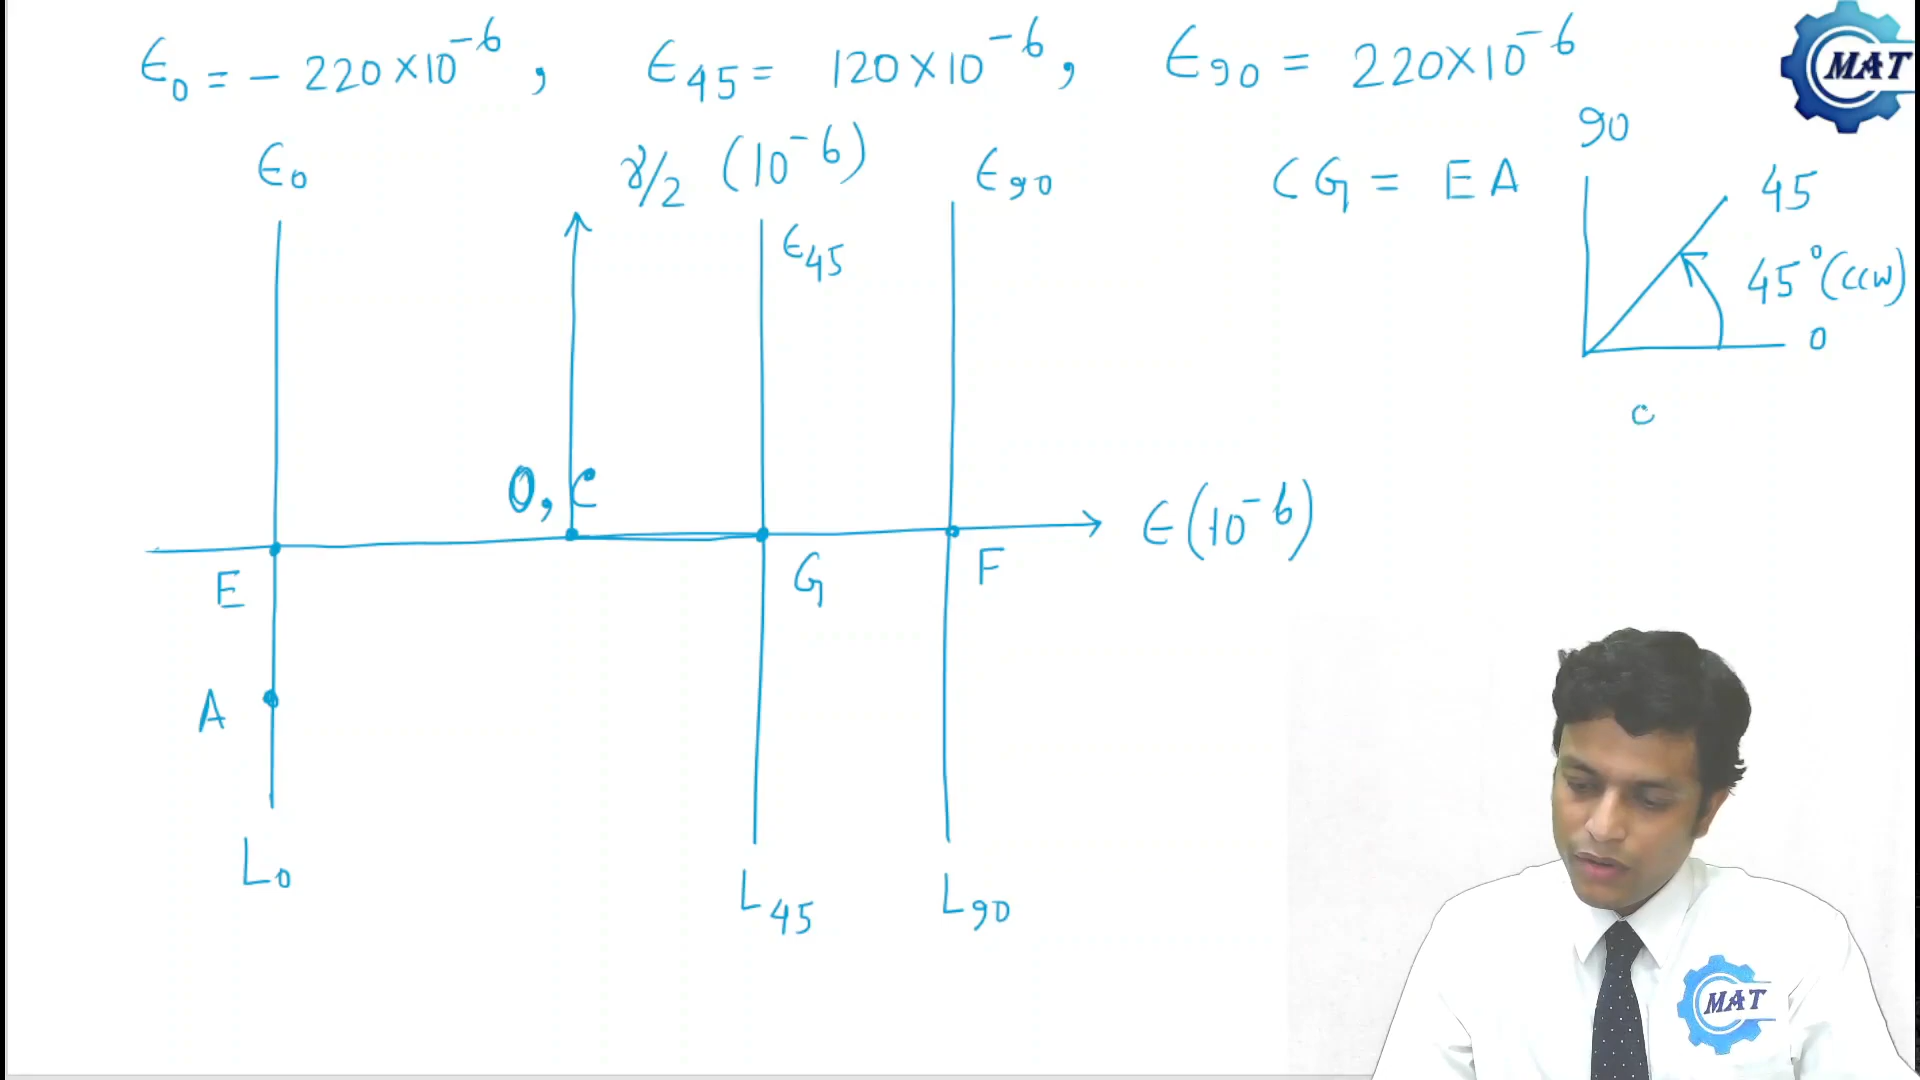 ϵ₀ = − 220×10⁻⁶, ϵ₄₅ = 120×10⁻⁶, ϵ₉₀ = 220×10⁻⁶
MAT
ϵ₀
γ/2 (10⁻⁶)
ϵ₉₀
CG = EA
90
45
45°(CCW)
0
C
ϵ₄₅
O, C
ϵ(10⁻⁶)
E
G
F
A
L₀
L₄₅
L₉₀
MAT